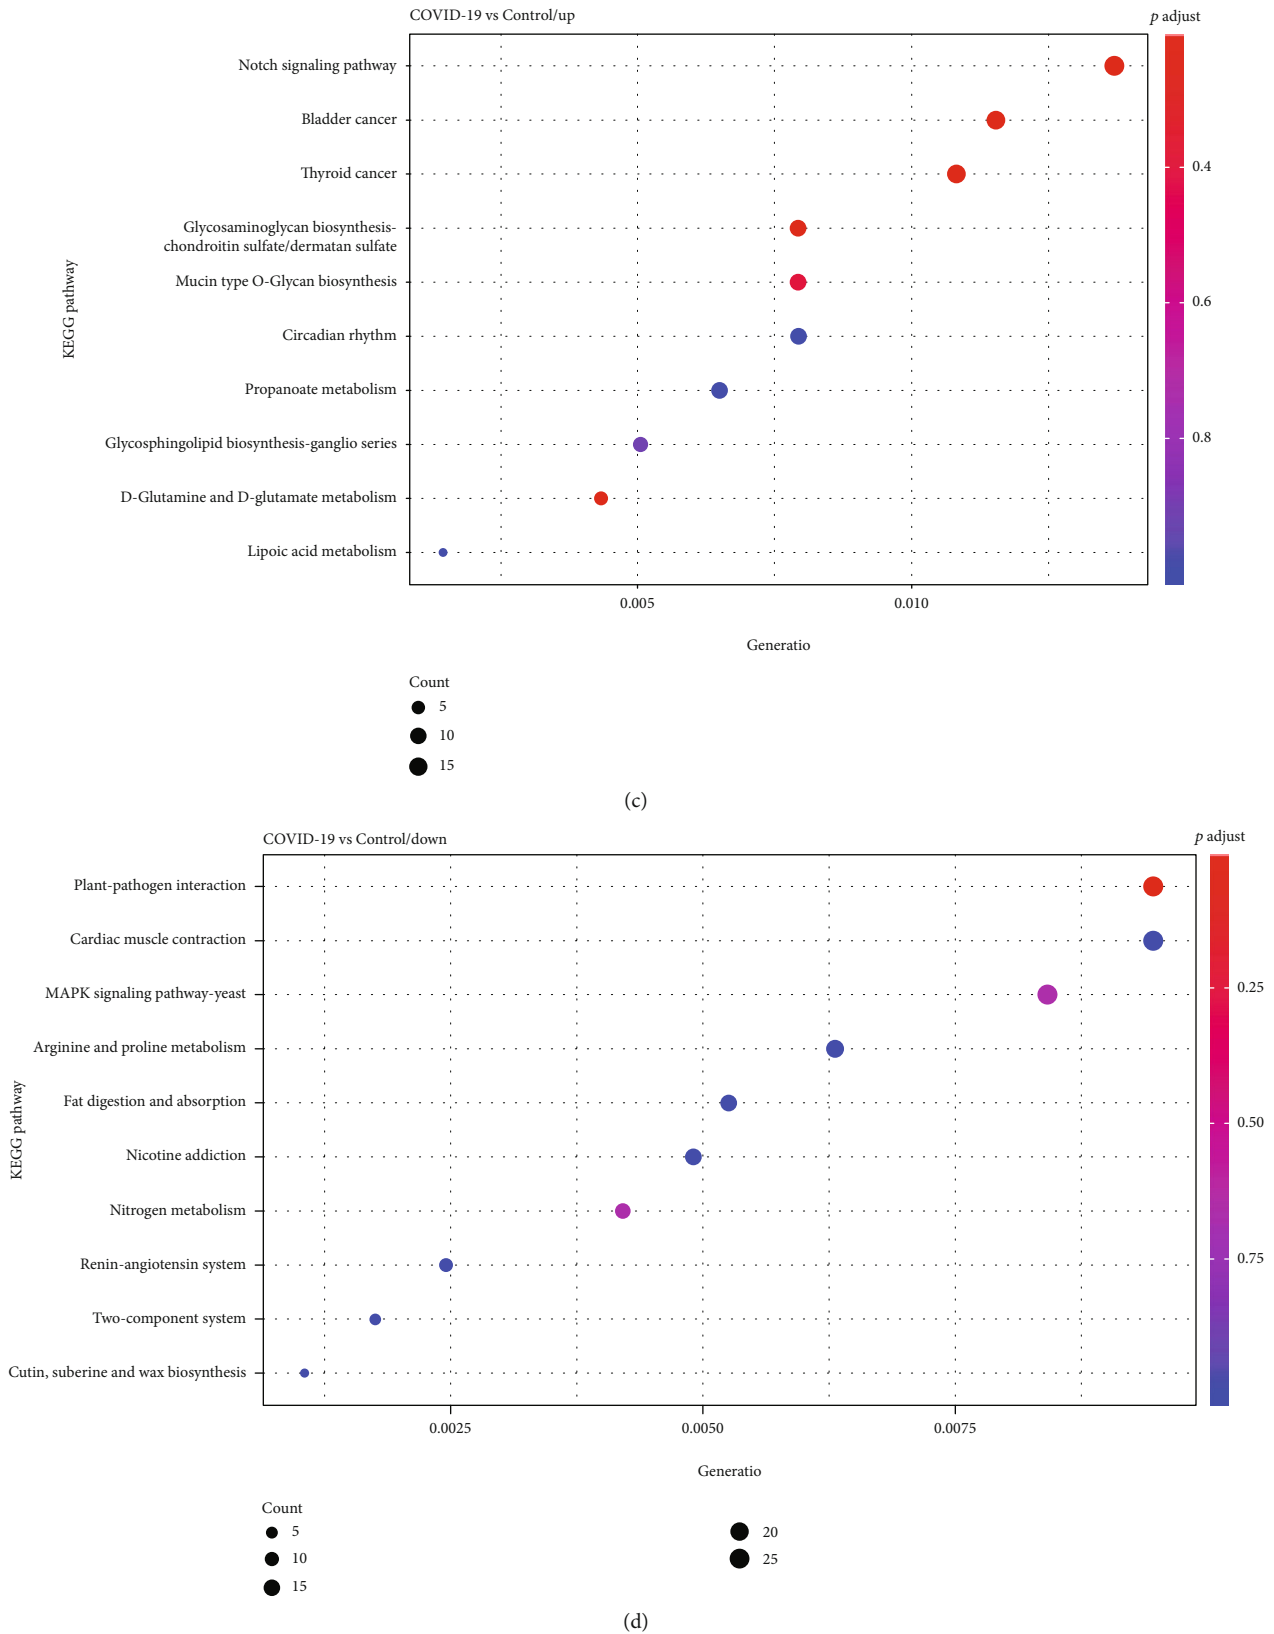 COVID-19 vs Control/up
p adjust
Notch signaling pathway
Bladder cancer
Thyroid cancer
Glycosaminoglycan biosynthesis-
chondroitin sulfate/dermatan sulfate
Mucin type O-Glycan biosynthesis
Circadian rhythm
Propanoate metabolism
Glycosphingolipid biosynthesis-ganglio series
D-Glutamine and D-glutamate metabolism
Lipoic acid metabolism
KEGG pathway
0.4
0.6
0.8
0.005
0.010
Generatio
Count
5
10
15
(c)
COVID-19 vs Control/down
p adjust
Plant-pathogen interaction
Cardiac muscle contraction
MAPK signaling pathway-yeast
Arginine and proline metabolism
Fat digestion and absorption
Nicotine addiction
Nitrogen metabolism
Renin-angiotensin system
Two-component system
Cutin, suberine and wax biosynthesis
KEGG pathway
0.25
0.50
0.75
0.0025
0.0050
0.0075
Generatio
Count
5
10
15
20
25
(d)